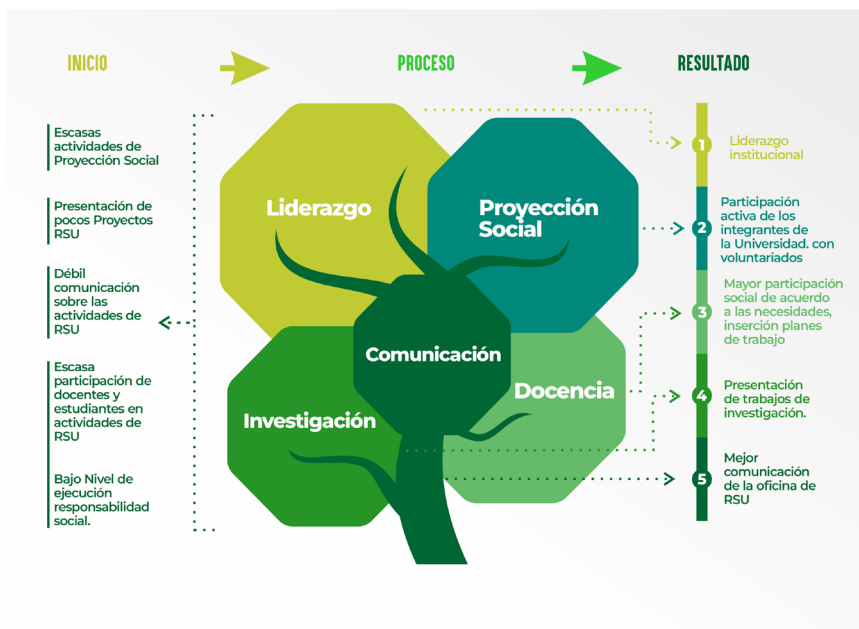 INICIO
PROCESO
RESULTADO
Escasas
actividades de
Proyección Social
Presentación de
pocos Proyectos
RSU
Débil
comunicación
sobre las
actividades de
RSU
Escasa
participación de
docentes y
estudiantes en
actividades de
RSU
Bajo Nivel de
ejecución
responsabilidad
social.
Liderazgo
Proyección
Social
Comunicación
Investigación
Docencia
1
Liderazgo
institucional
2
Participación
activa de los
integrantes de
la Universidad. con
voluntariados
3
Mayor participación
social de acuerdo
a las necesidades,
inserción planes
de trabajo
4
Presentación
de trabajos de
investigación.
5
Mejor
comunicación
de la oficina de
RSU